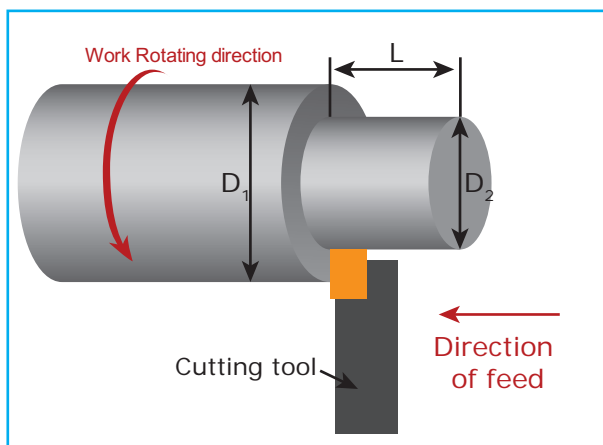 Work Rotating direction
L
D₁
D₂
Cutting tool
Direction
of feed